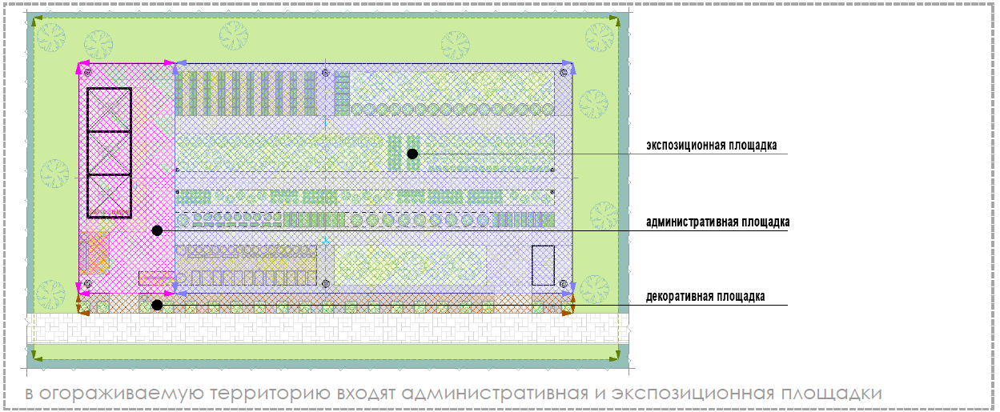 экспозиционная площадка
административная площадка
декоративная площадка
в огораживаемую территорию входят административная и экспозиционная площадки